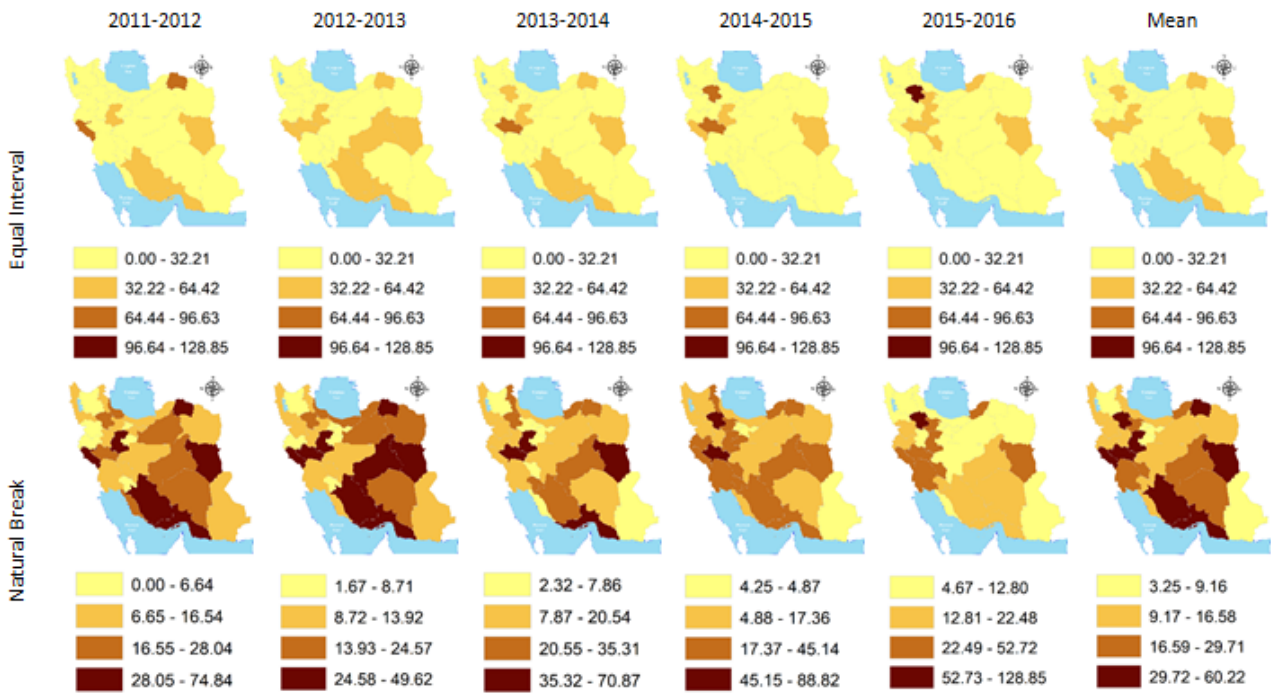 2011-2012 2012-2013 2013-2014 2014-2015 2015-2016 Mean
Equal Interval
0.00 - 32.21 0.00 - 32.21 0.00 - 32.21 0.00 - 32.21 0.00 - 32.21 0.00 - 32.21
32.22 - 64.42 32.22 - 64.42 32.22 - 64.42 32.22 - 64.42 32.22 - 64.42 32.22 - 64.42
64.44 - 96.63 64.44 - 96.63 64.44 - 96.63 64.44 - 96.63 64.44 - 96.63 64.44 - 96.63
96.64 - 128.85 96.64 - 128.85 96.64 - 128.85 96.64 - 128.85 96.64 - 128.85 96.64 - 128.85
Natural Break
0.00 - 6.64 1.67 - 8.71 2.32 - 7.86 4.25 - 4.87 4.67 - 12.80 3.25 - 9.16
6.65 - 16.54 8.72 - 13.92 7.87 - 20.54 4.88 - 17.36 12.81 - 22.48 9.17 - 16.58
16.55 - 28.04 13.93 - 24.57 20.55 - 35.31 17.37 - 45.14 22.49 - 52.72 16.59 - 29.71
28.05 - 74.84 24.58 - 49.62 35.32 - 70.87 45.15 - 88.82 52.73 - 128.85 29.72 - 60.22